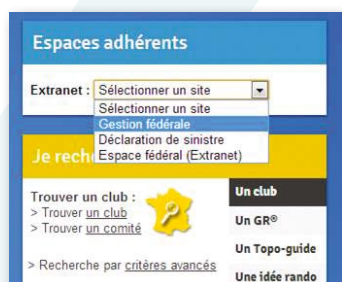 Espaces adhérents
Extranet : Sélectionner un site
Sélectionner un site
Gestion fédérale
Déclaration de sinistre
Espace fédéral (Extranet)
Je rech
Trouver un club :
> Trouver un club
> Trouver un comité
> Recherche par critères avancés
Un club
Un GR®
Un Topo-guide
Une idée rando